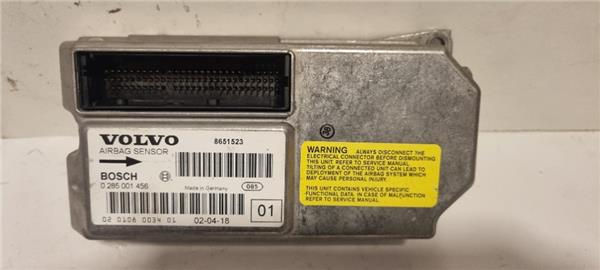 VOLVO
8651523
AIRBAG SENSOR
BOSCH
0 285 001 456
Made in Germany
085
02 0108 0034 01
02-04-18
01
WARNING ALWAYS DISCONNECT THE
ELECTRICAL CONNECTOR BEFORE DISMOUNTING
THIS UNIT. REFER TO SERVICE MANUAL.
TILTING OF A CONNECTED UNIT CAN LEAD TO
DEPLOYMENT OF THE AIRBAG SYSTEM WHICH
MAY CAUSE PERSONAL INJURY.
THIS UNIT CONTAINS VEHICLE SPECIFIC
FUNCTIONAL DATA. IN CASE OF REPLACEMENT
REFER TO SERVICE MANUAL.